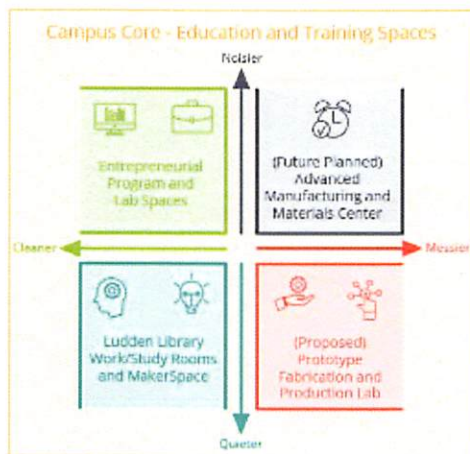 Campus Core - Education and Training Spaces
Noisier
Entrepreneurial
Program and
Lab Spaces
(Future Planned)
Advanced
Manufacturing and
Materials Center
Cleaner
Messier
Ludden Library
Work/Study Rooms
and MakerSpace
(Proposed)
Prototype
Fabrication and
Production Lab
Quieter